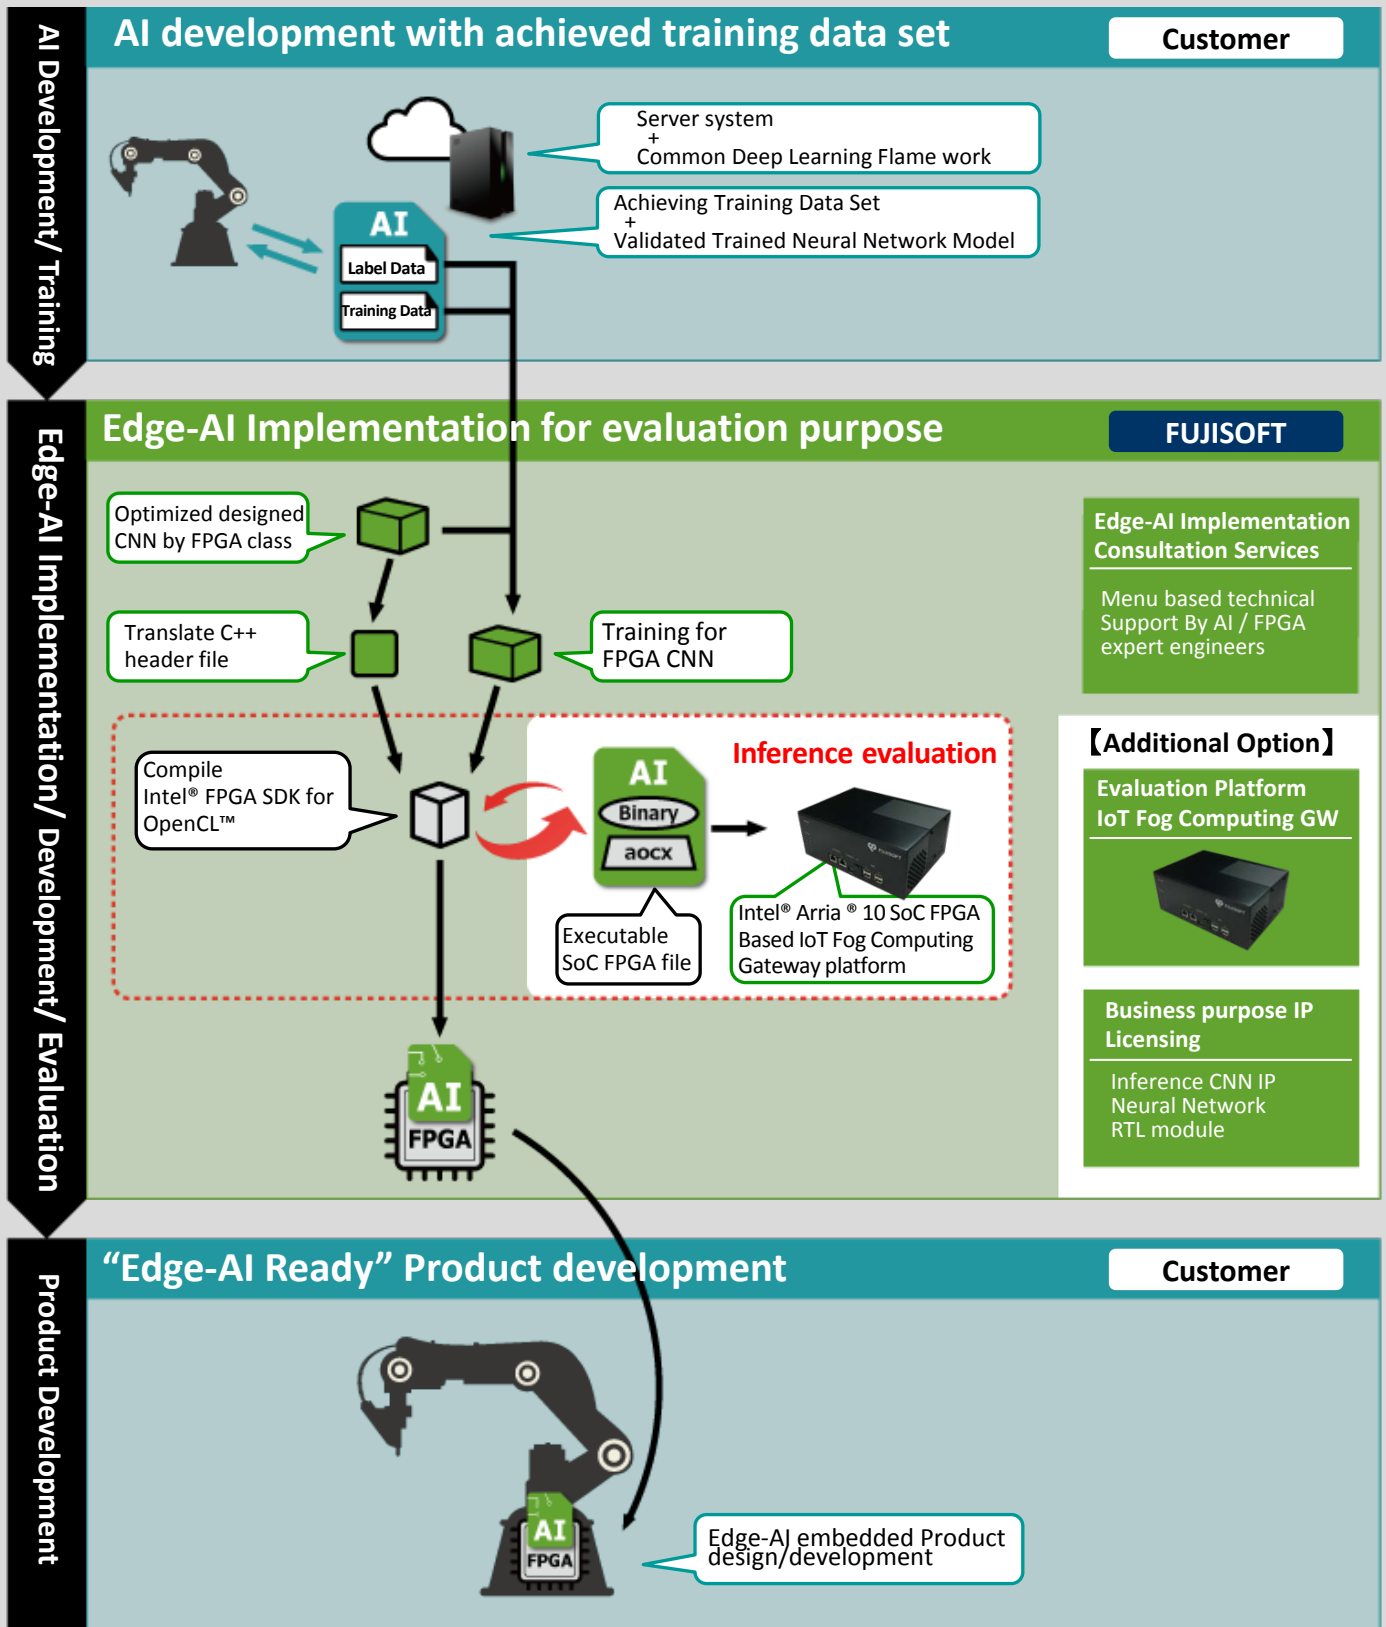 AI Development/ Training
AI development with achieved training data set
Customer
Server system
+
Common Deep Learning Flame work
Achieving Training Data Set
+
Validated Trained Neural Network Model
AI
Label Data
Training Data
Edge-AI Implementation/ Development/ Evaluation
Edge-AI Implementation for evaluation purpose
FUJISOFT
Optimized designed
CNN by FPGA class
Translate C++
header file
Training for
FPGA CNN
Edge-AI Implementation
Consultation Services
Menu based technical
Support By AI / FPGA
expert engineers
Compile
Intel® FPGA SDK for
OpenCL™
AI
Binary
aocx
Inference evaluation
FUJISOFT
Executable
SoC FPGA file
Intel® Arria ® 10 SoC FPGA
Based IoT Fog Computing
Gateway platform
【Additional Option】
Evaluation Platform
IoT Fog Computing GW
FUJISOFT
Business purpose IP
Licensing
Inference CNN IP
Neural Network
RTL module
AI
FPGA
Product Development
“Edge-AI Ready” Product development
Customer
AI
FPGA
Edge-AI embedded Product
design/development